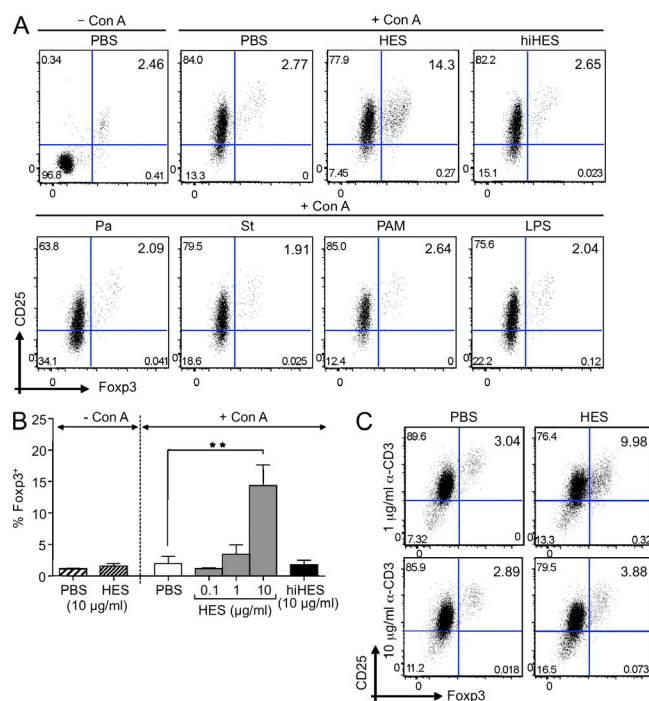 A
– Con A
+ Con A
PBS
PBS
HES
hiHES
0.34
2.46
84.0
2.77
77.9
14.3
82.2
2.65
0
0
0
0
96.8
0.41
13.3
0
7.45
0.27
15.1
0.023
0
0
0
0
+ Con A
Pa
St
PAM
LPS
63.8
2.09
79.5
1.91
85.0
2.64
75.6
2.04
0
0
0
0
34.1
0.041
18.6
0.025
12.4
0
22.2
0.12
0
0
0
0
CD25
Foxp3
B
- Con A
+ Con A
25
20
15
10
5
0
% Foxp3+
**
PBS
HES
(10 µg/ml)
PBS
0.1
1
10
HES (µg/ml)
hiHES
(10 µg/ml)
C
PBS
HES
1 µg/ml α-CD3
89.6
3.04
76.4
9.98
0
0
7.32
0
13.3
0.32
0
0
10 µg/ml α-CD3
85.9
2.89
79.5
3.88
0
0
11.2
0.018
16.5
0.073
0
0
CD25
Foxp3